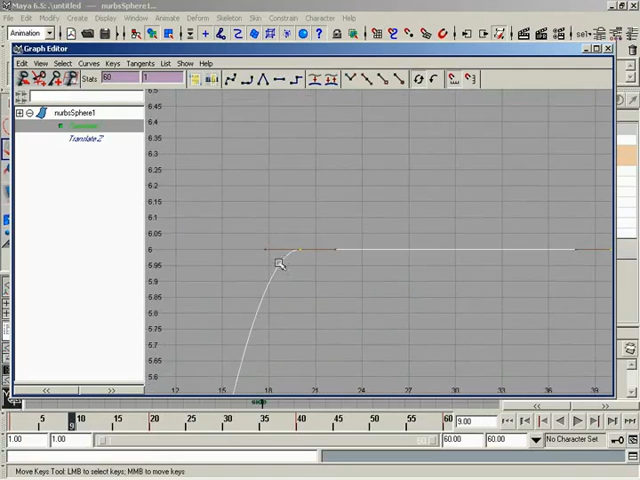 Maya 6.5: .\untitled --- nurbsSphere1...
File Edit Modify Create Display Window Animate Deform Skeleton Skin Constrain Character
Animation
sel
Graph Editor
Edit View Select Curves Keys Tangents List Show Help
Stats 60 1
nurbsSphere1
Translate Z
6.5
6.45
6.4
6.35
6.3
6.25
6.2
6.15
6.1
6.05
6
5.95
5.9
5.85
5.8
5.75
5.7
5.65
5.6
12 15 18 21 24 27 30 33 36 39
<< >> << >>
5 9 10 15 20 25 30 35 40 45 50 55 60 9.00
1.00 1.00 60 60.00 60.00 No Character Set
Move Keys Tool: LMB to select keys; MMB to move keys